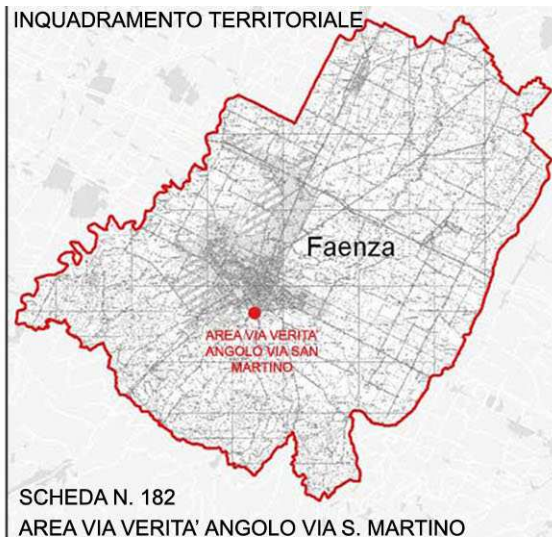 INQUADRAMENTO TERRITORIALE
Faenza
AREA VIA VERITA'
ANGOLO VIA SAN
MARTINO
SCHEDA N. 182
AREA VIA VERITA' ANGOLO VIA S. MARTINO